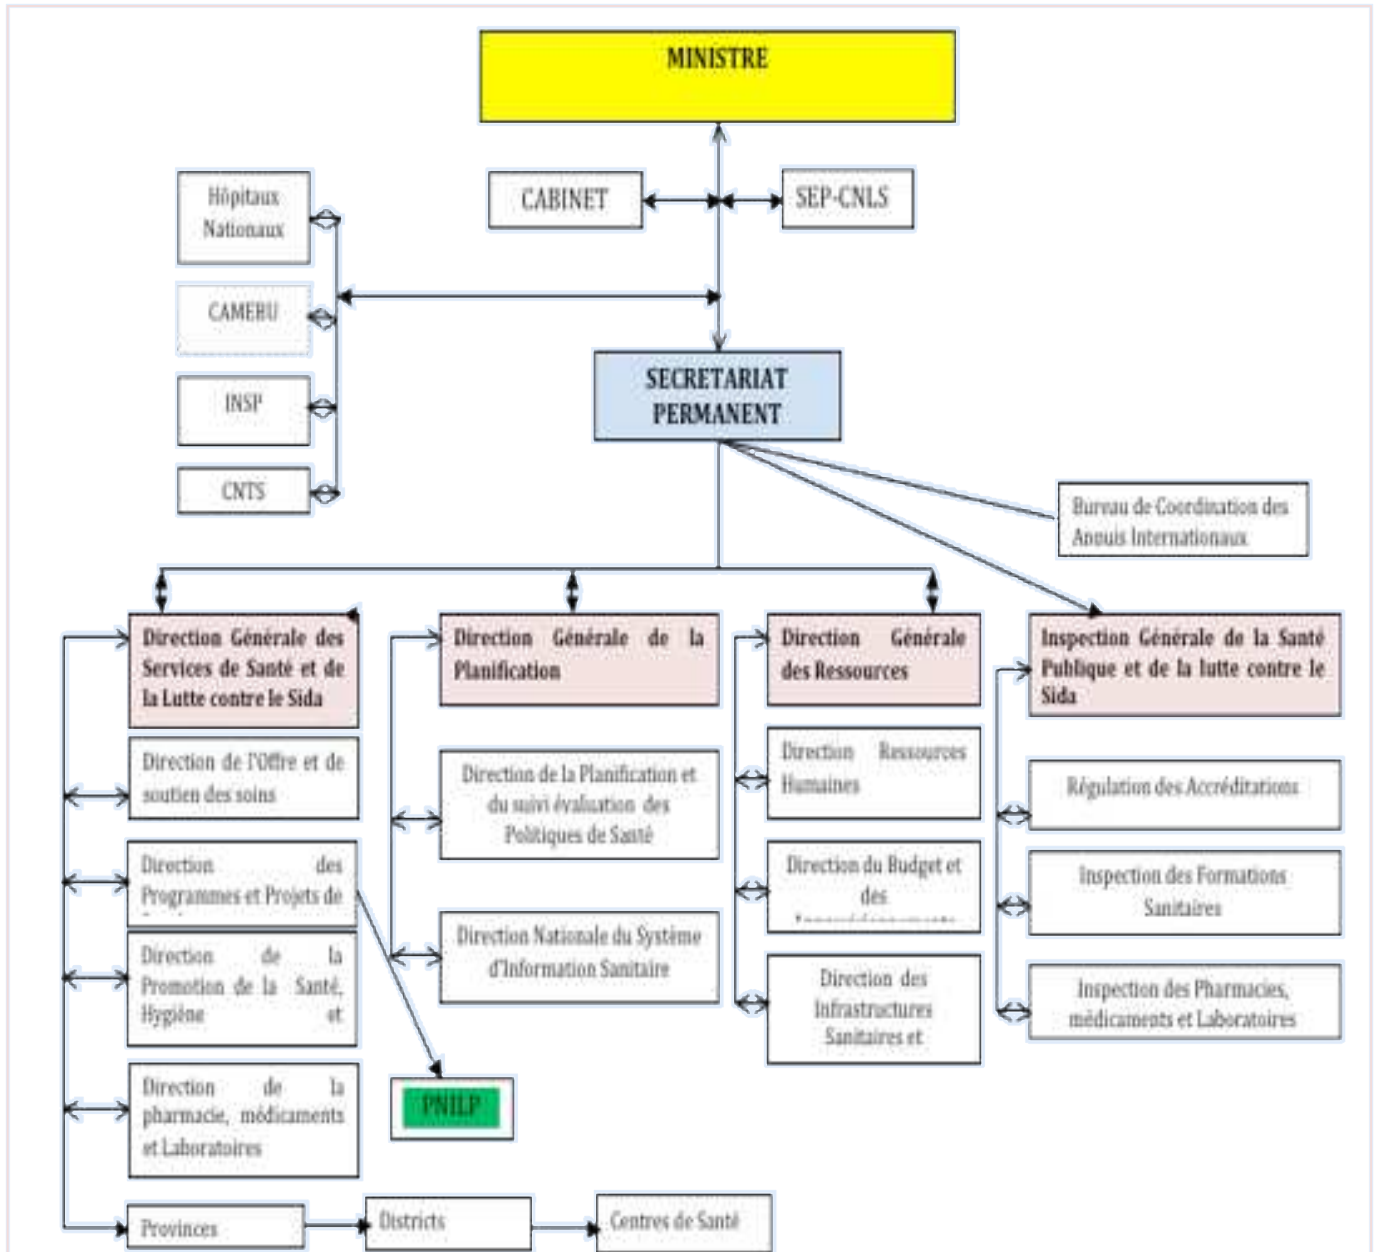 MINISTRE
Hôpitaux
Nationaux
CABINET
SEP-CNLS
CAMEBU
INSP
CNTS
SECRETARIAT
PERMANENT
Bureau de Coordination des
Appuis Internationaux
Direction Générale des
Services de Santé et de
la Lutte contre le Sida
Direction Générale de la
Planification
Direction Générale
des Ressources
Inspection Générale de la Santé
Publique et de la lutte contre le
Sida
Direction de l'Offre et de
soutien des soins
Direction des
Programmes et Projets de
Direction de la
Promotion de la Santé,
Hygiène et
Direction de la
pharmacie, médicaments
et Laboratoires
Direction de la Planification et
du suivi évaluation des
Politiques de Santé
Direction Nationale du Système
d'Information Sanitaire
Direction Ressources
Humaines
Direction du Budget et
des
Direction des
Infrastructures
Sanitaires et
Régulation des Accréditations
Inspection des Formations
Sanitaires
Inspection des Pharmacies,
médicaments et Laboratoires
PNILP
Provinces
Districts
Centres de Santé